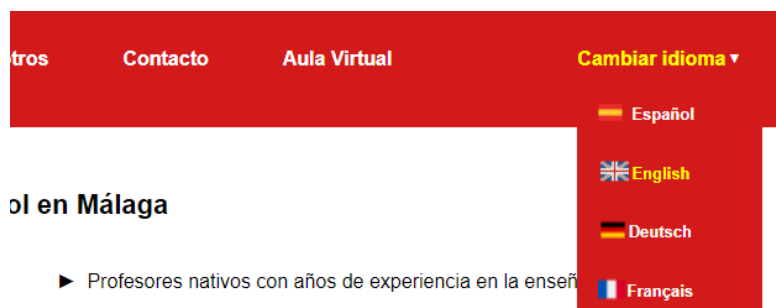 otros Contacto Aula Virtual Cambiar idioma ▾
Español
English
ol en Málaga
Deutsch
► Profesores nativos con años de experiencia en la enseñ
Français